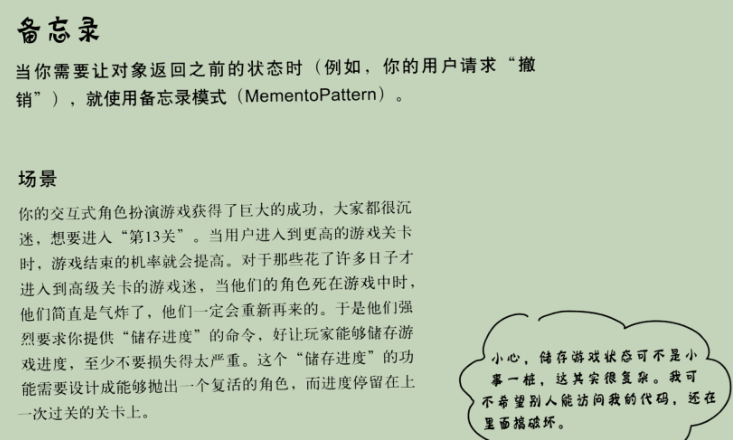 备忘录
当你需要让对象返回之前的状态时（例如，你的用户请求“撤
销”），就使用备忘录模式（MementoPattern）。
场景
你的交互式角色扮演游戏获得了巨大的成功，大家都很沉
迷，想要进入“第13关”。当用户进入到更高的游戏关卡
时，游戏结束的机率就会提高。对于那些花了许多日子才
进入到高级关卡的游戏迷，当他们的角色死在游戏中时，
他们简直是气炸了，他们一定会重新再来的。于是他们强
烈要求你提供“储存进度”的命令，好让玩家能够储存游
戏进度，至少不要损失得太严重。这个“储存进度”的功
能需要设计成能够抛出一个复活的角色，而进度停留在上
一次过关的关卡上。
小心，储存游戏状态可不是小
事一桩，这其实很复杂。我可
不希望别人能访问我的代码，还在
里面搞破坏。